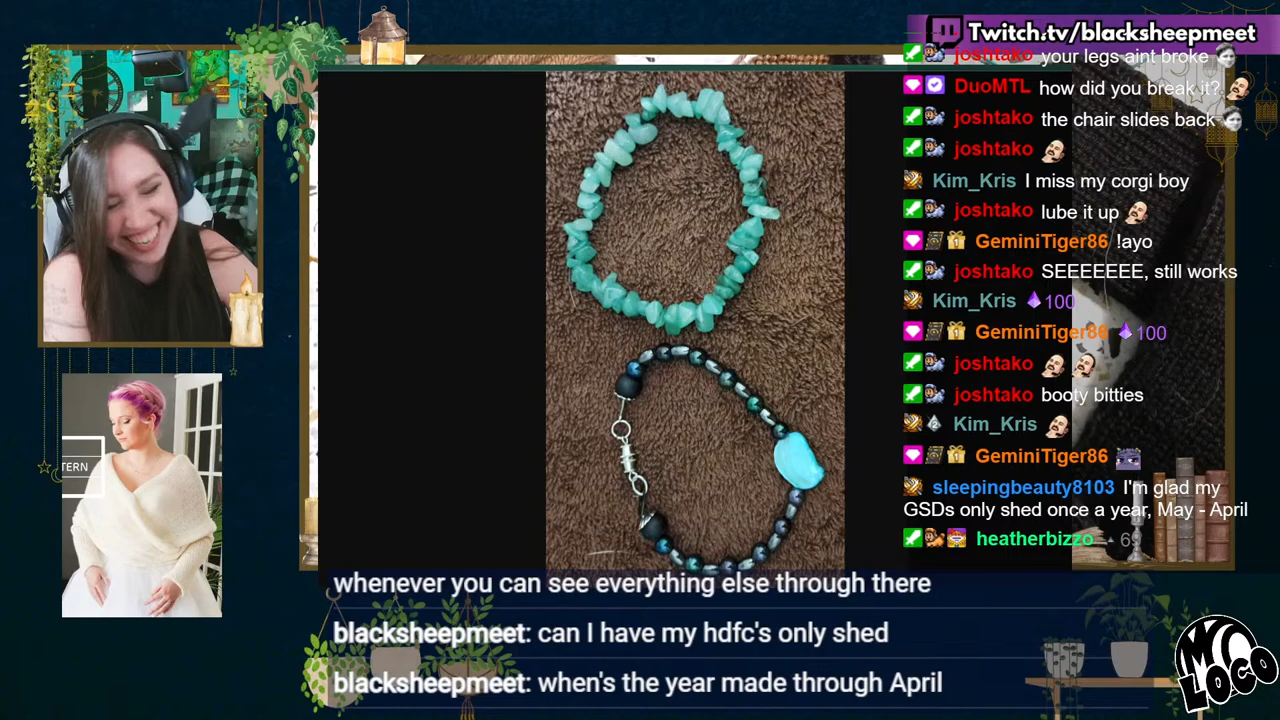 Twitch.tv/blacksheepmeet
joshtako your legs aint broke
DuoMTL how did you break it?
joshtako the chair slides back
joshtako
Kim_Kris I miss my corgi boy
joshtako lube it up
GeminiTiger86 !ayo
joshtako SEEEEEEE, still works
Kim_Kris 100
GeminiTiger86 100
joshtako
joshtako booty bitties
Kim_Kris
GeminiTiger86
sleepingbeauty8103 I'm glad my
GSDs only shed once a year, May - April
heatherbizzo - 69
TERN
whenever you can see everything else through there
blacksheepmeet: can I have my hdfc's only shed
blacksheepmeet: when's the year made through April
MC
LOCO